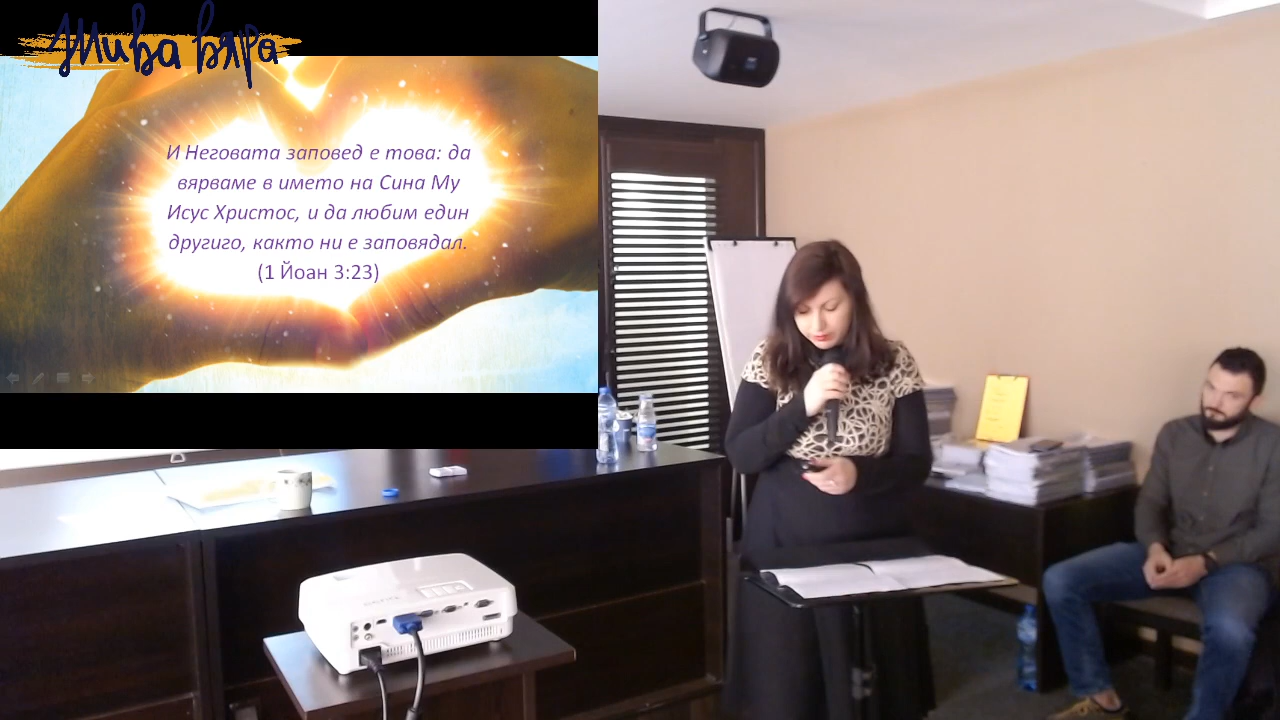 Жива вяра
И Неговата заповед е това: да
вярваме в името на Сина Му
Исус Христос, и да любим един
другиго, както ни е заповядал.
(1 Йоан 3:23)
BenQ